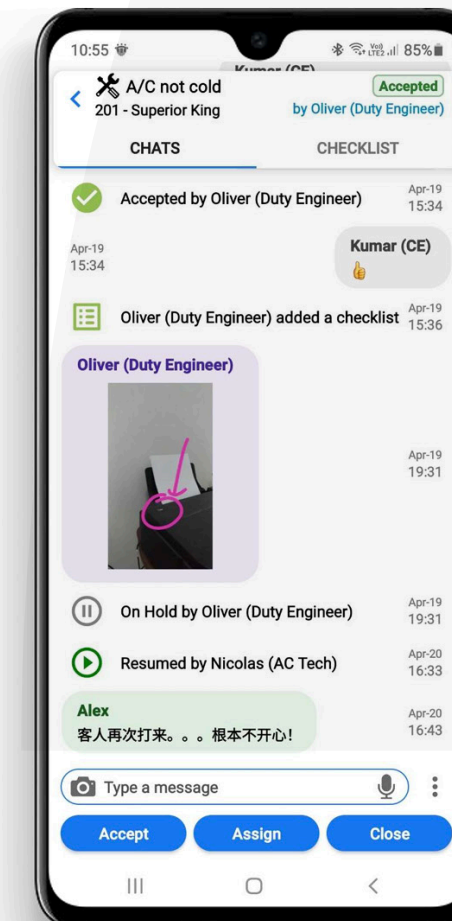 10:55
Vo)) LTE2 85%
Kumar (CE)
A/C not cold
Accepted
201 - Superior King
by Oliver (Duty Engineer)
CHATS
CHECKLIST
Accepted by Oliver (Duty Engineer)
Apr-19
15:34
Apr-19
15:34
Kumar (CE)
👍
Oliver (Duty Engineer) added a checklist
Apr-19
15:36
Oliver (Duty Engineer)
Apr-19
19:31
On Hold by Oliver (Duty Engineer)
Apr-19
19:31
Resumed by Nicolas (AC Tech)
Apr-20
16:33
Alex
客人再次打来。。。根本不开心!
Apr-20
16:43
Type a message
Accept
Assign
Close